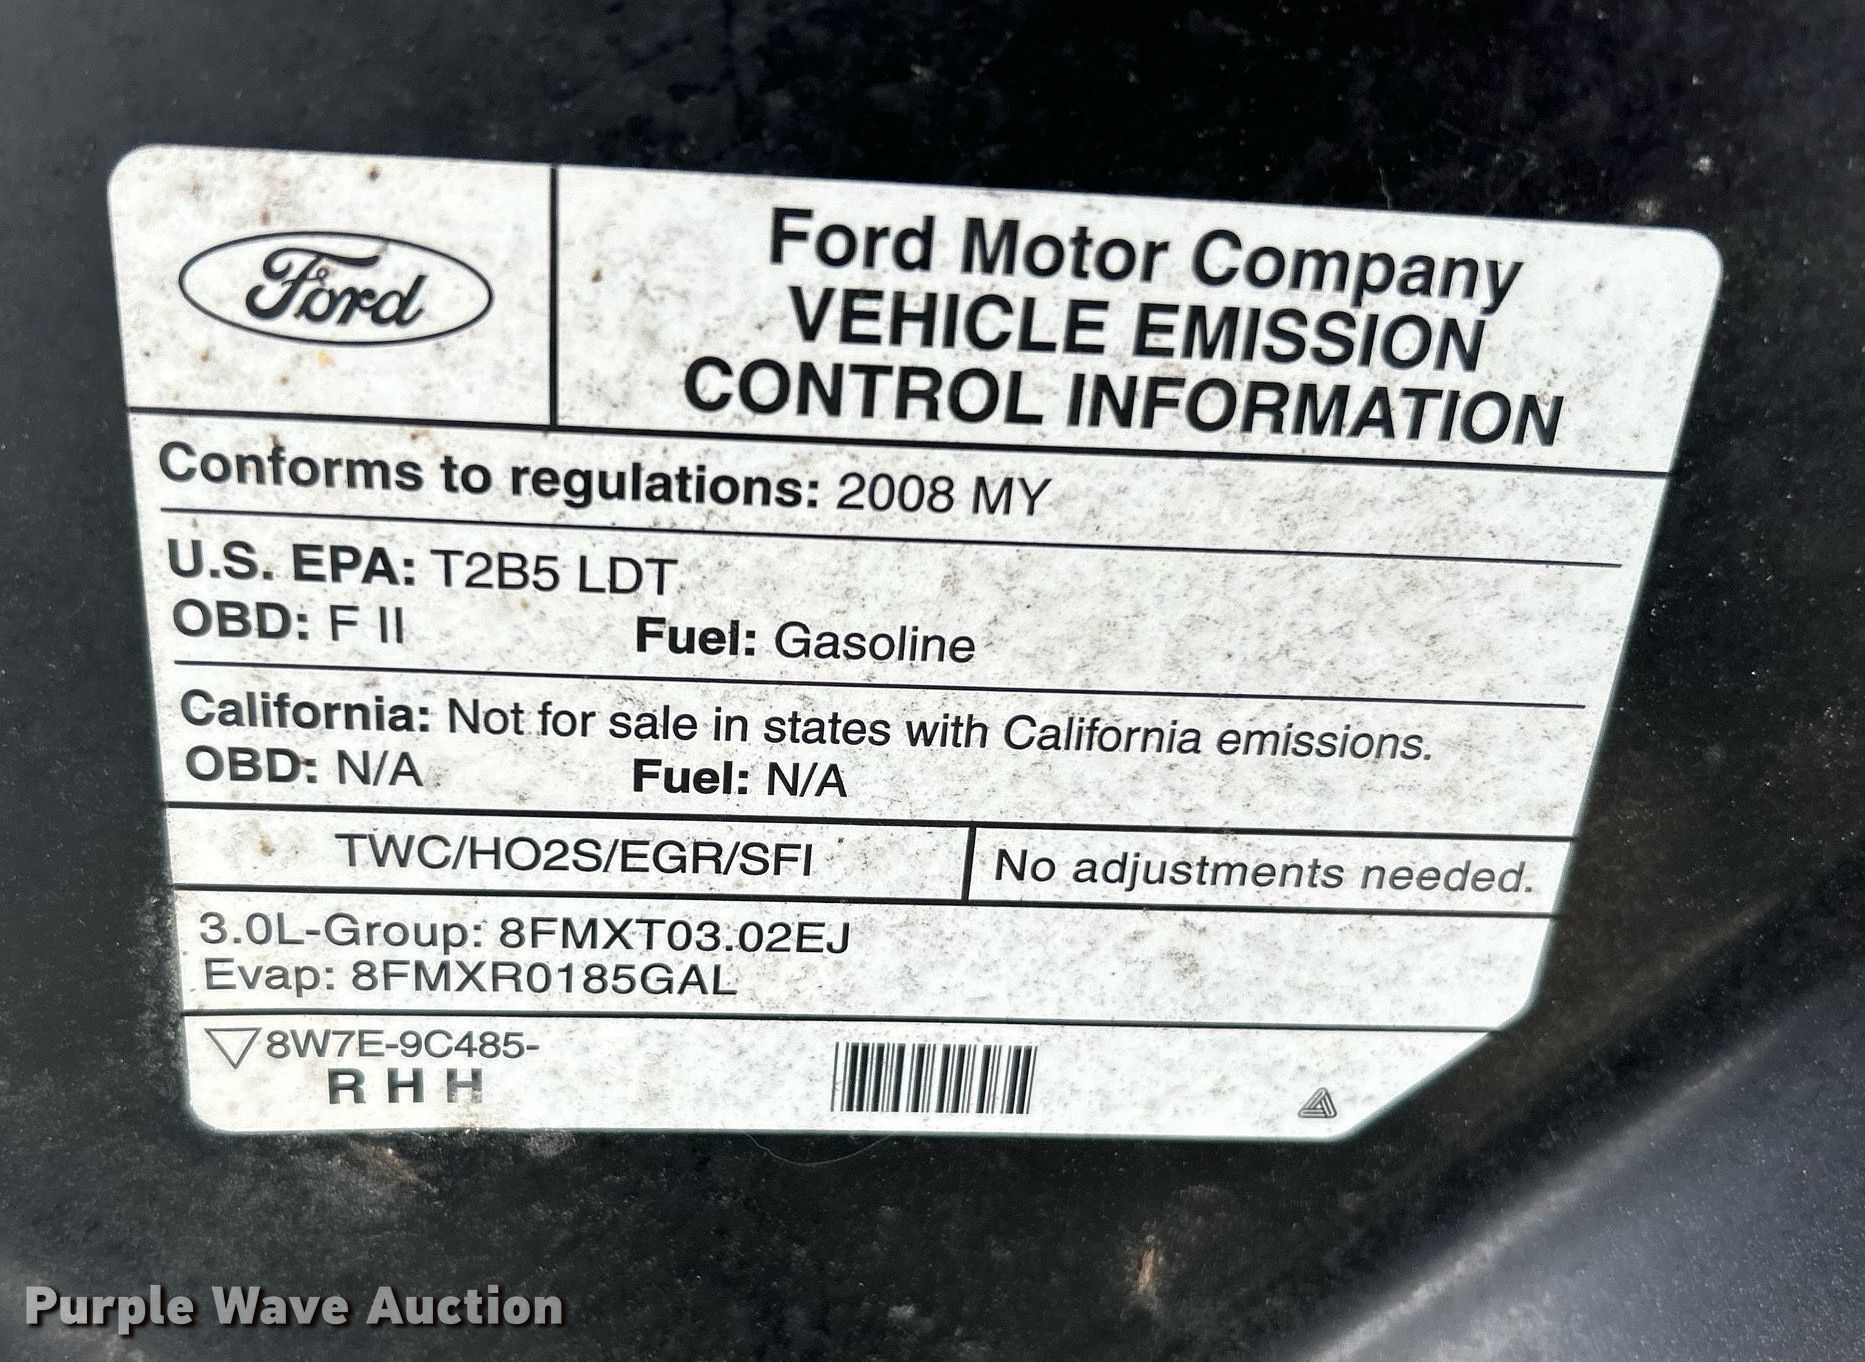 Ford
Ford Motor Company
VEHICLE EMISSION
CONTROL INFORMATION
Conforms to regulations: 2008 MY
U.S. EPA: T2B5 LDT
OBD: F II Fuel: Gasoline
California: Not for sale in states with California emissions.
OBD: N/A Fuel: N/A
TWC/HO2S/EGR/SFI
No adjustments needed.
3.0L-Group: 8FMXT03.02EJ
Evap: 8FMXR0185GAL
8W7E-9C485-
R H H
Purple Wave Auction